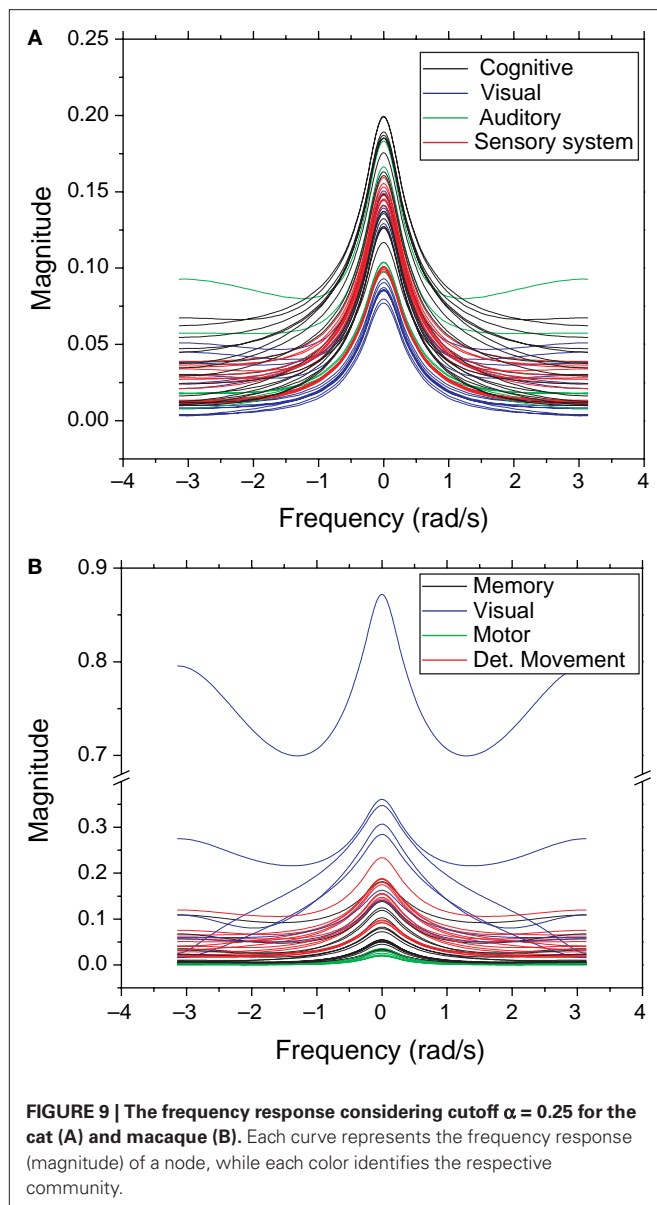 A
0.25
0.20
0.15
0.10
0.05
0.00
Magnitude
Cognitive
Visual
Auditory
Sensory system
−4 −3 −2 −1 0 1 2 3 4
Frequency (rad/s)
B
0.9
0.8
0.7
0.3
0.2
0.1
0.0
Magnitude
Memory
Visual
Motor
Det. Movement
−4 −3 −2 −1 0 1 2 3 4
Frequency (rad/s)
FIGURE 9 | The frequency response considering cutoff α = 0.25 for the
cat (A) and macaque (B). Each curve represents the frequency response
(magnitude) of a node, while each color identifies the respective
community.